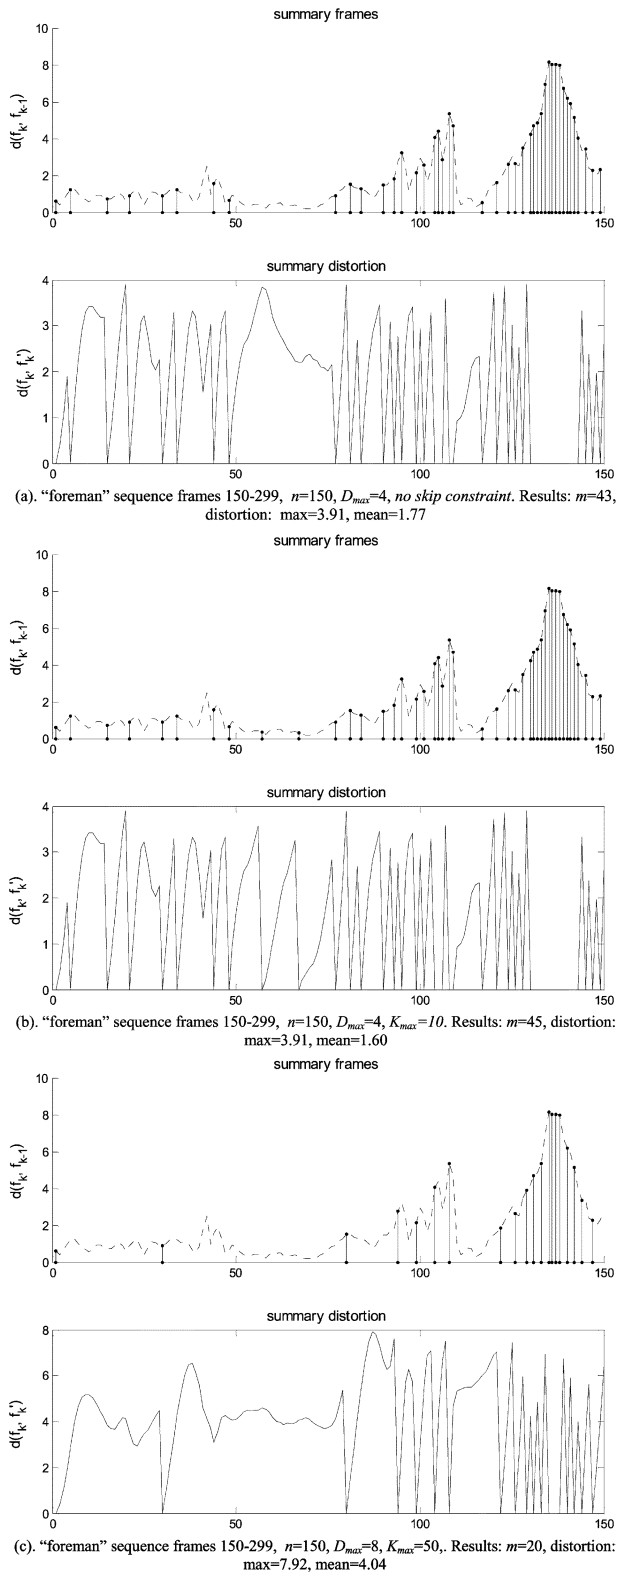 summary frames
10
8
6
4
2
0
d(f_k, f_k-1)
0 50 100 150
summary distortion
4
3
2
1
0
d(f_k, f_k')
0 50 100 150
(a). “foreman” sequence frames 150-299, n=150, D_max=4, no skip constraint. Results: m=43,
distortion: max=3.91, mean=1.77
summary frames
10
8
6
4
2
0
d(f_k, f_k-1)
0 50 100 150
summary distortion
4
3
2
1
0
d(f_k, f_k')
0 50 100 150
(b). “foreman” sequence frames 150-299, n=150, D_max=4, K_max=10. Results: m=45, distortion:
max=3.91, mean=1.60
summary frames
10
8
6
4
2
0
d(f_k, f_k-1)
0 50 100 150
summary distortion
8
6
4
2
0
d(f_k, f_k')
0 50 100 150
(c). “foreman” sequence frames 150-299, n=150, D_max=8, K_max=50,. Results: m=20, distortion:
max=7.92, mean=4.04